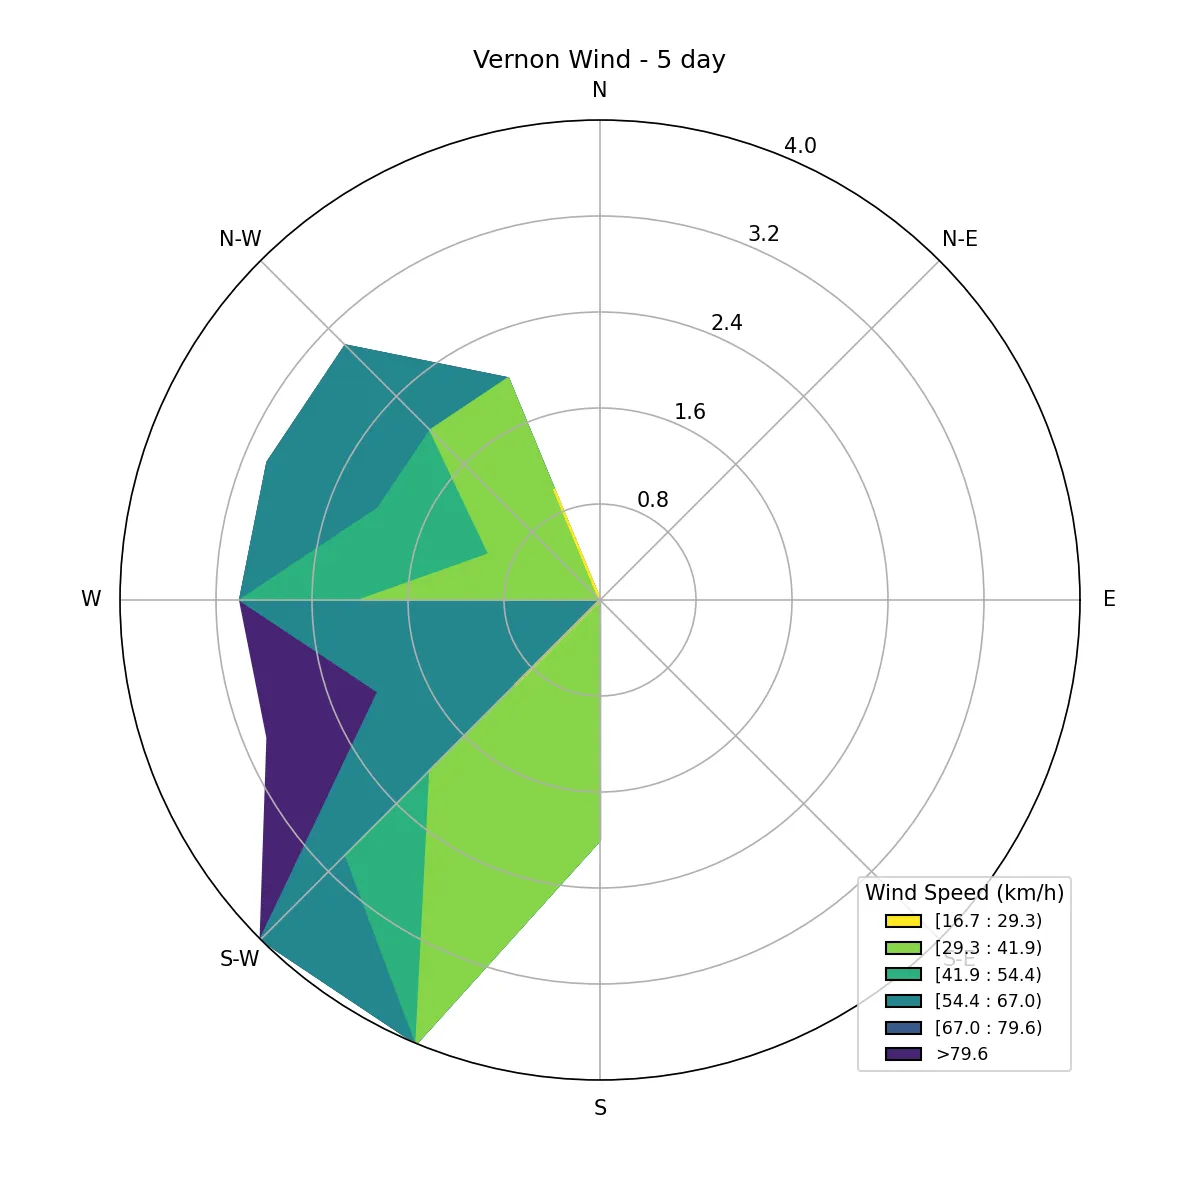 Vernon Wind - 5 day
N
4.0
N-W
N-E
3.2
2.4
1.6
0.8
W
E
S-W
S-E
S
Wind Speed (km/h)
[16.7 : 29.3)
[29.3 : 41.9)
[41.9 : 54.4)
[54.4 : 67.0)
[67.0 : 79.6)
>79.6